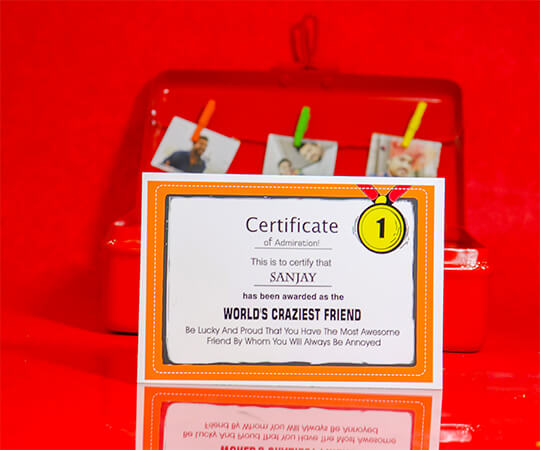 Certificate
of Admiration!
1
This is to certify that
SANJAY
has been awarded as the
WORLD'S CRAZIEST FRIEND
Be Lucky And Proud That You Have The Most Awesome
Friend By Whom You Will Always Be Annoyed